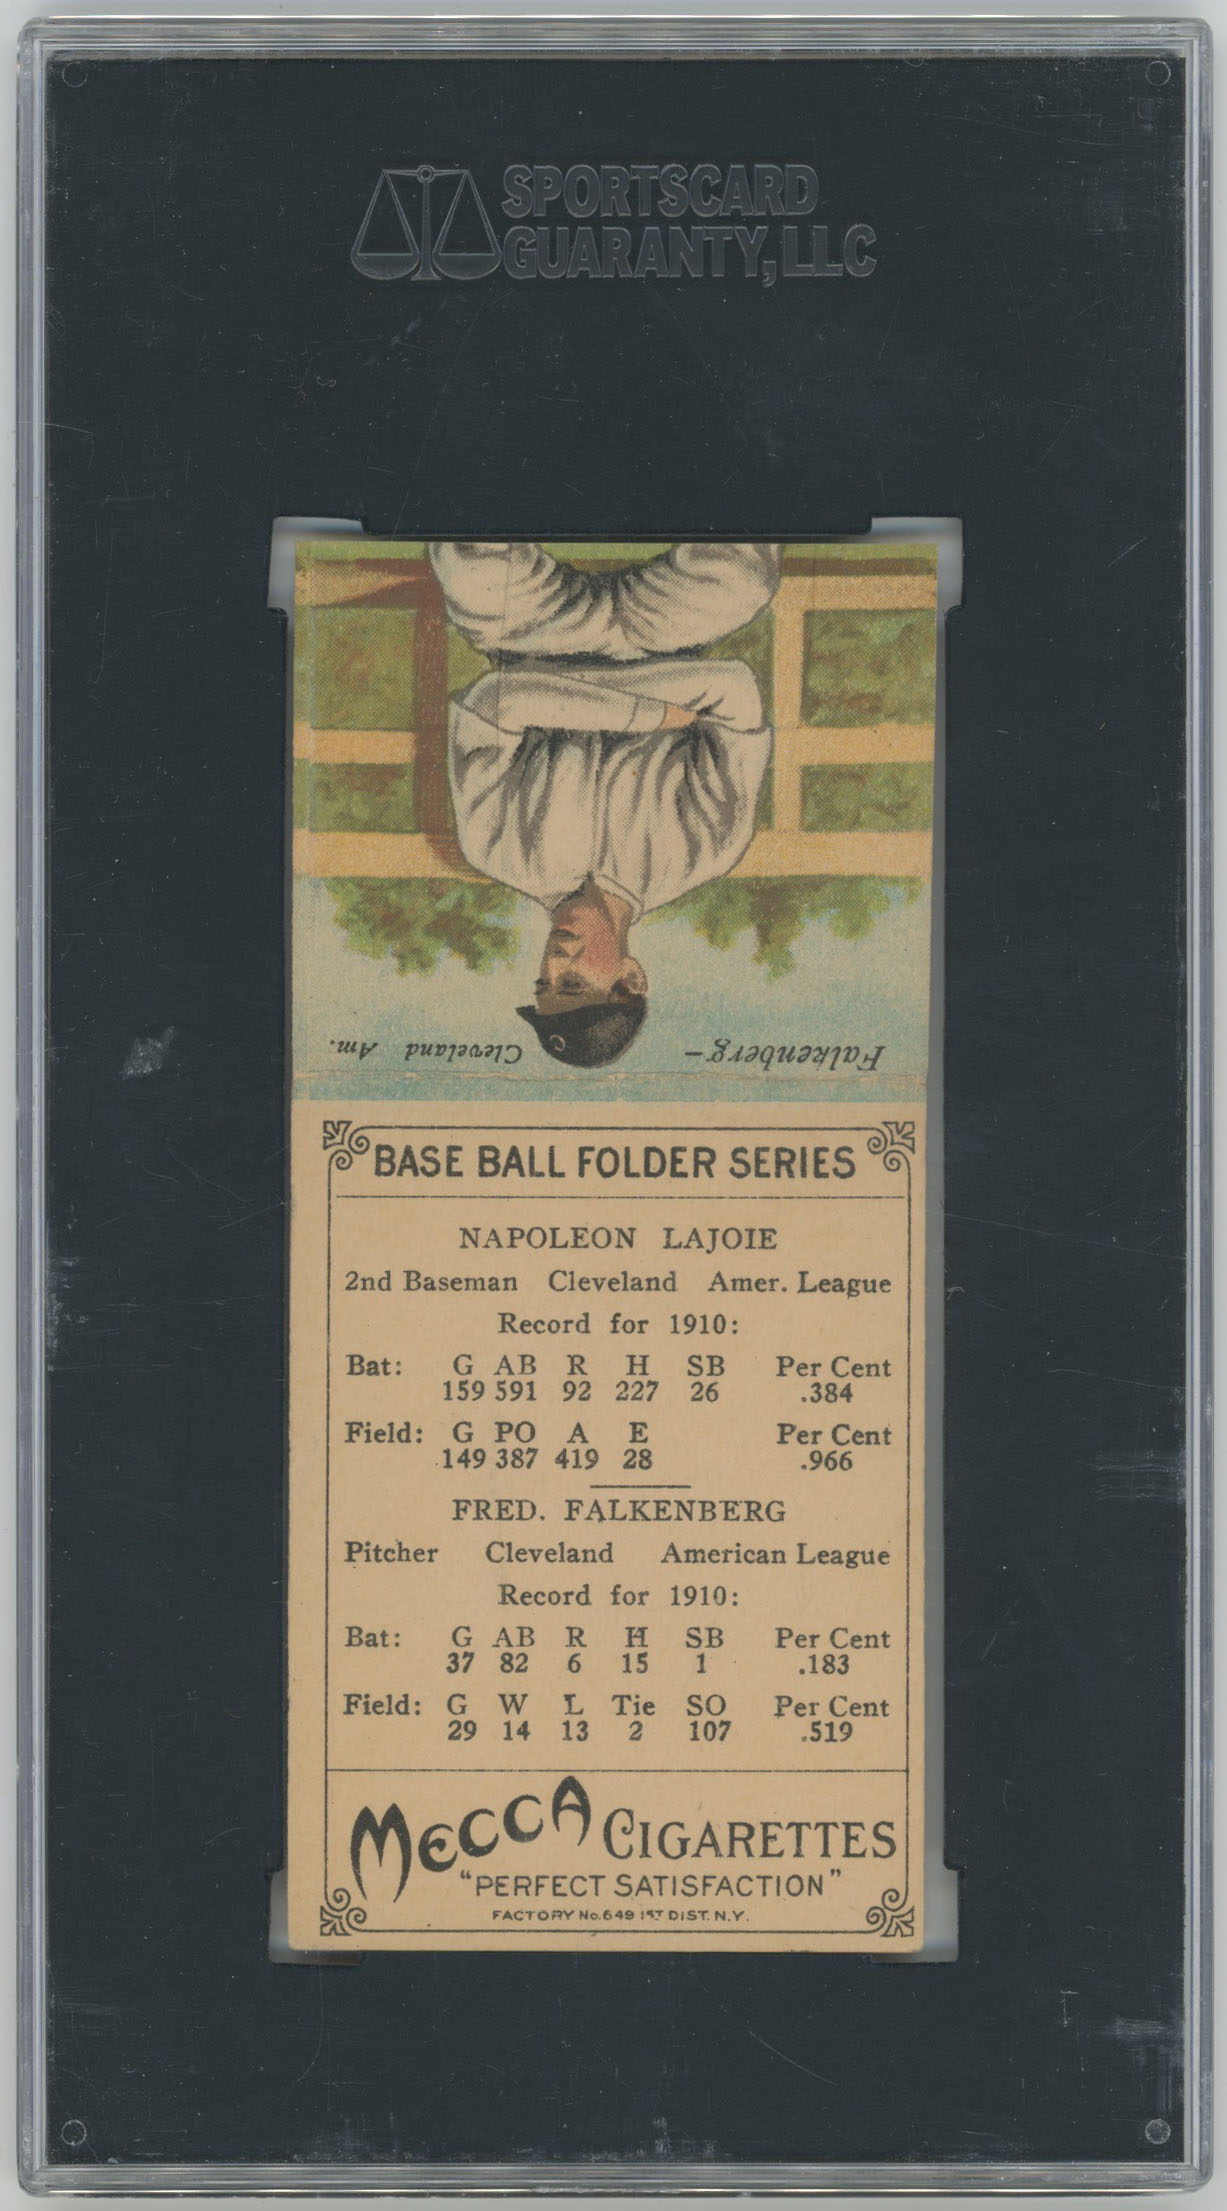 SPORTSCARD
GUARANTY, LLC
Falkenberg— Cleveland Am.
C
BASE BALL FOLDER SERIES
NAPOLEON LAJOIE
2nd Baseman Cleveland Amer. League
Record for 1910:
Bat: G AB R H SB Per Cent
159 591 92 227 26 .384
Field: G PO A E Per Cent
149 387 419 28 .966
FRED. FALKENBERG
Pitcher Cleveland American League
Record for 1910:
Bat: G AB R H SB Per Cent
37 82 6 15 1 .183
Field: G W L Tie SO Per Cent
29 14 13 2 107 .519
MECCA CIGARETTES
"PERFECT SATISFACTION"
FACTORY No. 649 1ST DIST. N.Y.